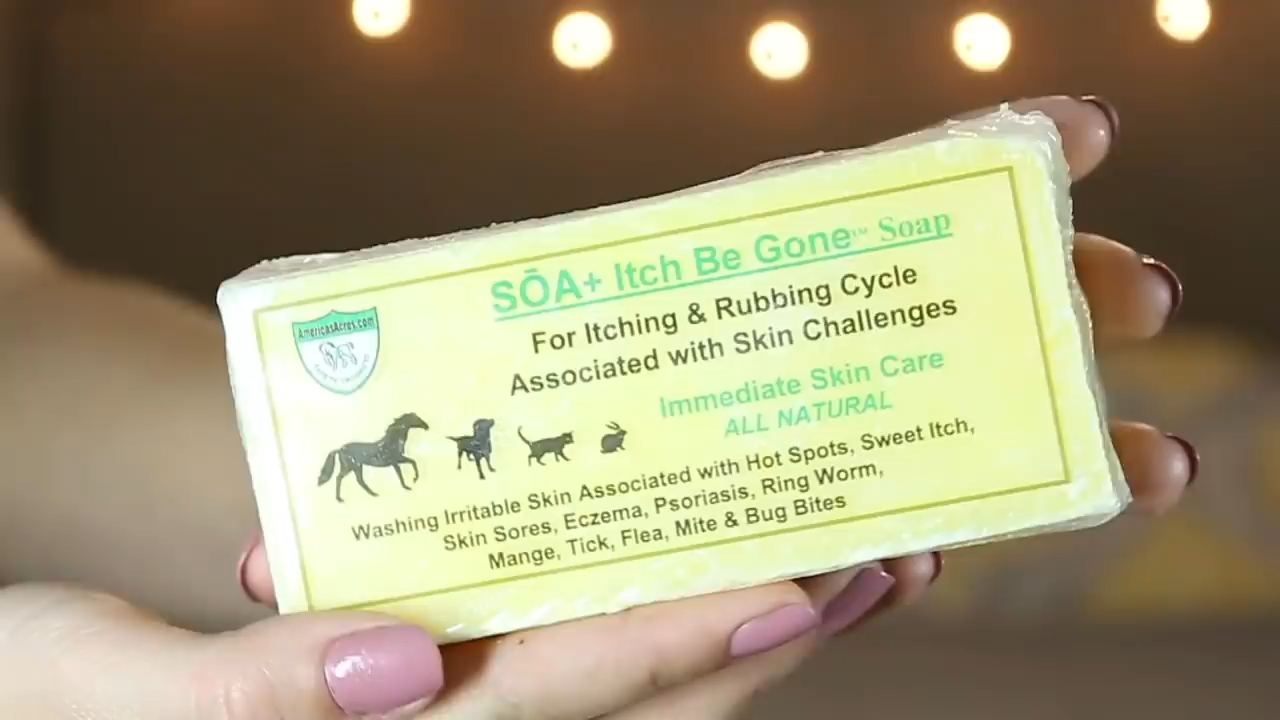 SŌA+ Itch Be Gone™ Soap
For Itching & Rubbing Cycle
Associated with Skin Challenges
AmericasAcres.com
Immediate Skin Care
ALL NATURAL
Washing Irritable Skin Associated with Hot Spots, Sweet Itch,
Skin Sores, Eczema, Psoriasis, Ring Worm,
Mange, Tick, Flea, Mite & Bug Bites